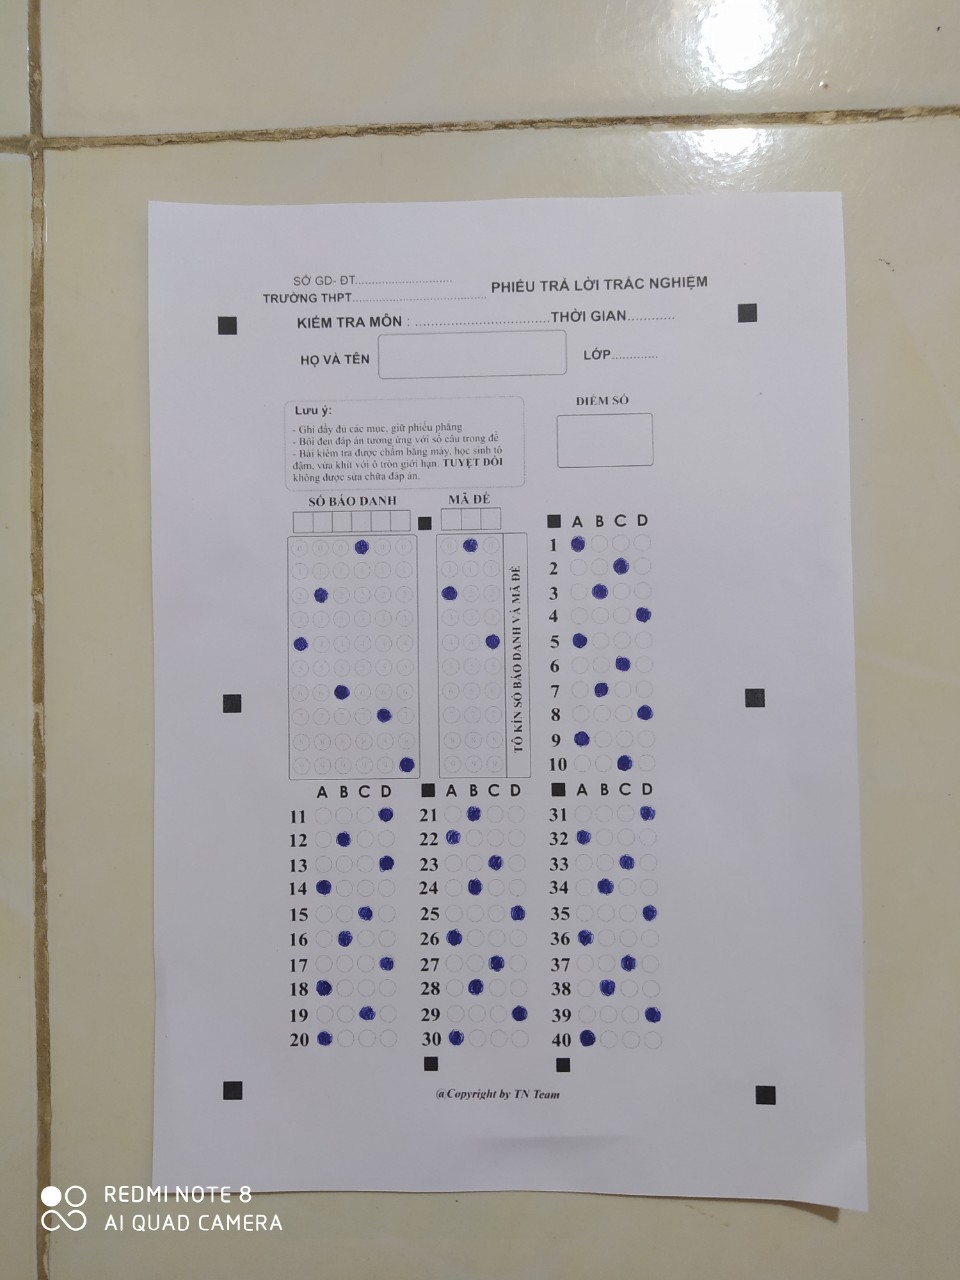 SỞ GD- ĐT............................
TRƯỜNG THPT......................................
PHIẾU TRẢ LỜI TRẮC NGHIỆM
KIỂM TRA MÔN : ..................................THỜI GIAN............
HỌ VÀ TÊN
LỚP.............
Lưu ý:
- Ghi đầy đủ các mục, giữ phiếu phẳng
- Bôi đen đáp án tương ứng với số câu trong đề
- Bài kiểm tra được chấm bằng máy, học sinh tô
đậm, vừa khít với ô tròn giới hạn. TUYỆT ĐỐI
không được sửa chữa đáp án.
ĐIỂM SỐ
SỐ BÁO DANH
MÃ ĐỀ
TÔ KÍN SỐ BÁO DANH VÀ MÃ ĐỀ
A B C D
1
2
3
4
5
6
7
8
9
10
A B C D
11
12
13
14
15
16
17
18
19
20
A B C D
21
22
23
24
25
26
27
28
29
30
A B C D
31
32
33
34
35
36
37
38
39
40
@Copyright by TN Team
REDMI NOTE 8
AI QUAD CAMERA